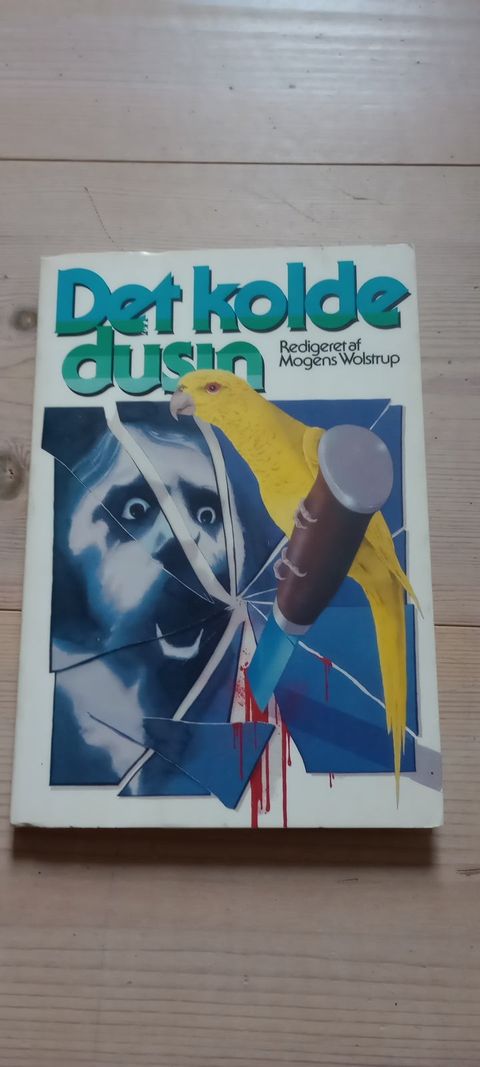 Det kolde
dusin
Redigeret af
Mogens Wolstrup